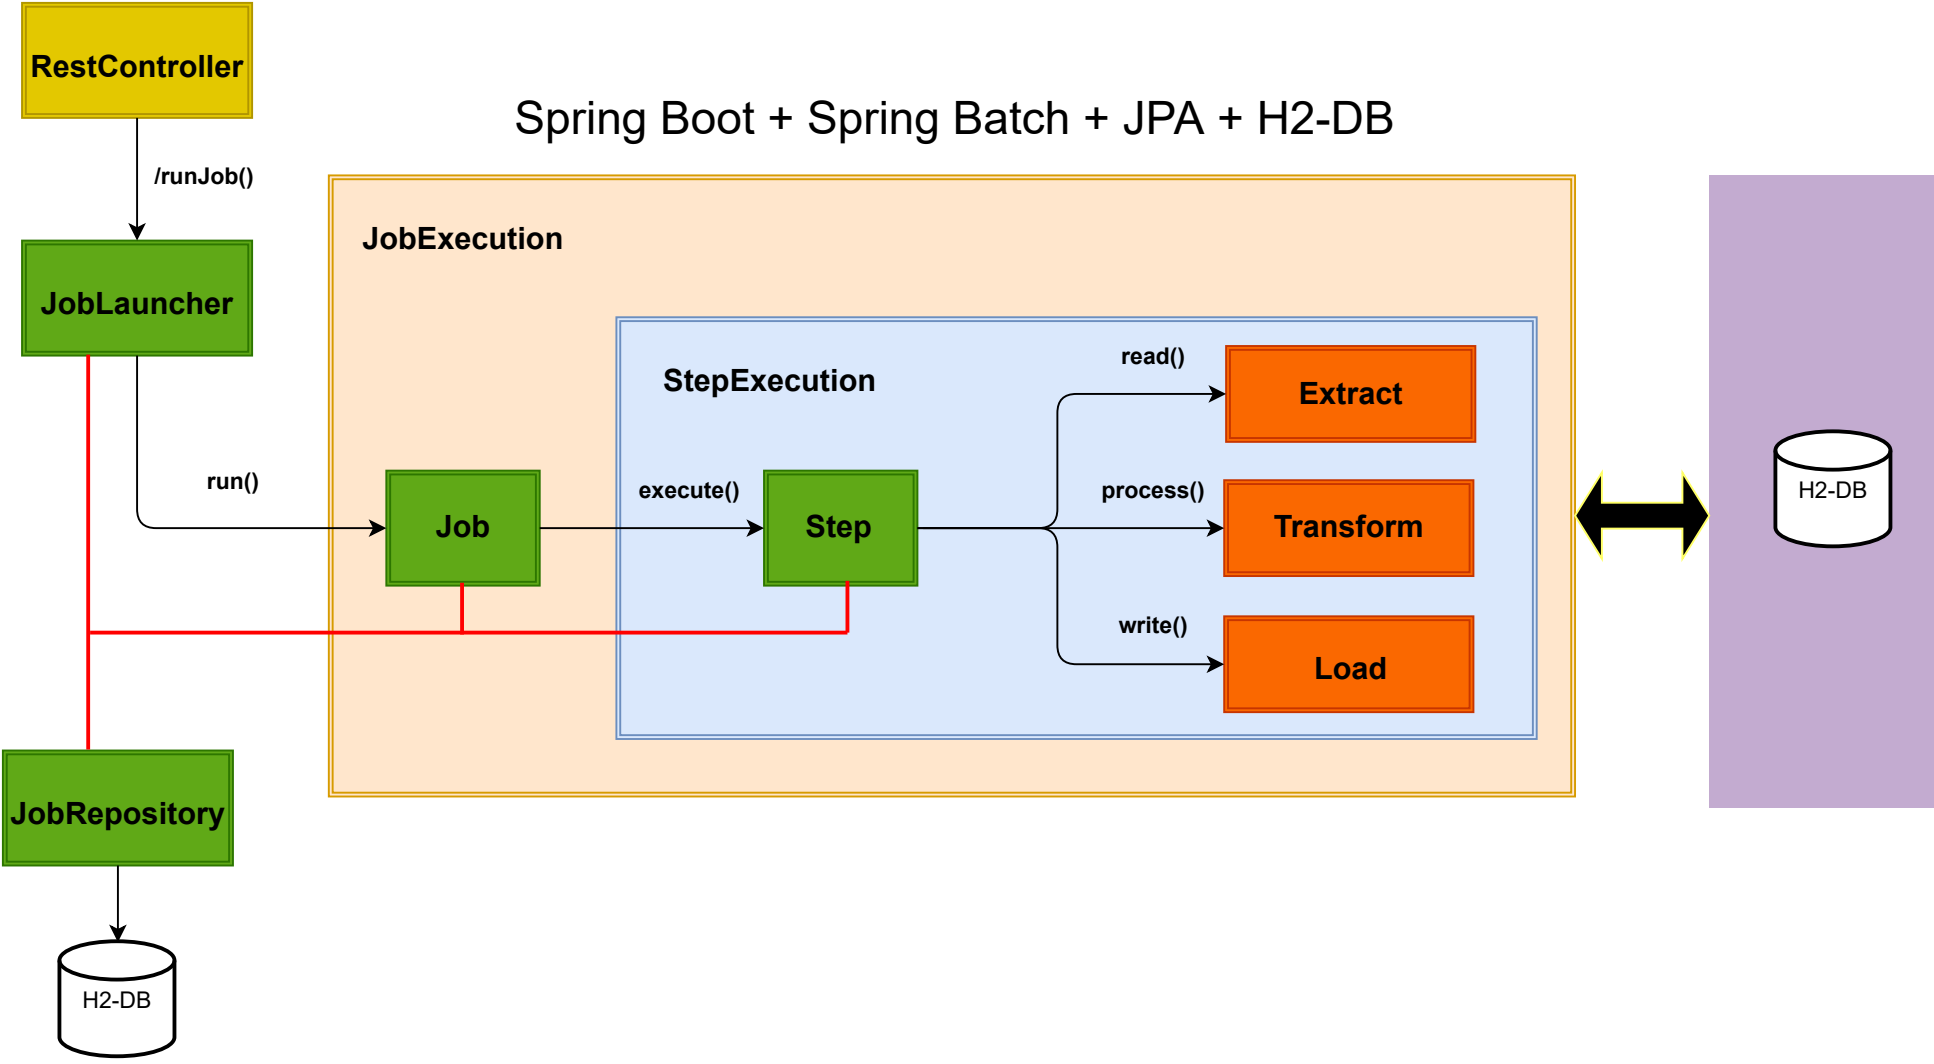 RestController
Spring Boot + Spring Batch + JPA + H2-DB
/runJob()
JobExecution
JobLauncher
read()
StepExecution
Extract
run()
execute()
process()
H2-DB
Job
Step
Transform
write()
Load
JobRepository
H2-DB